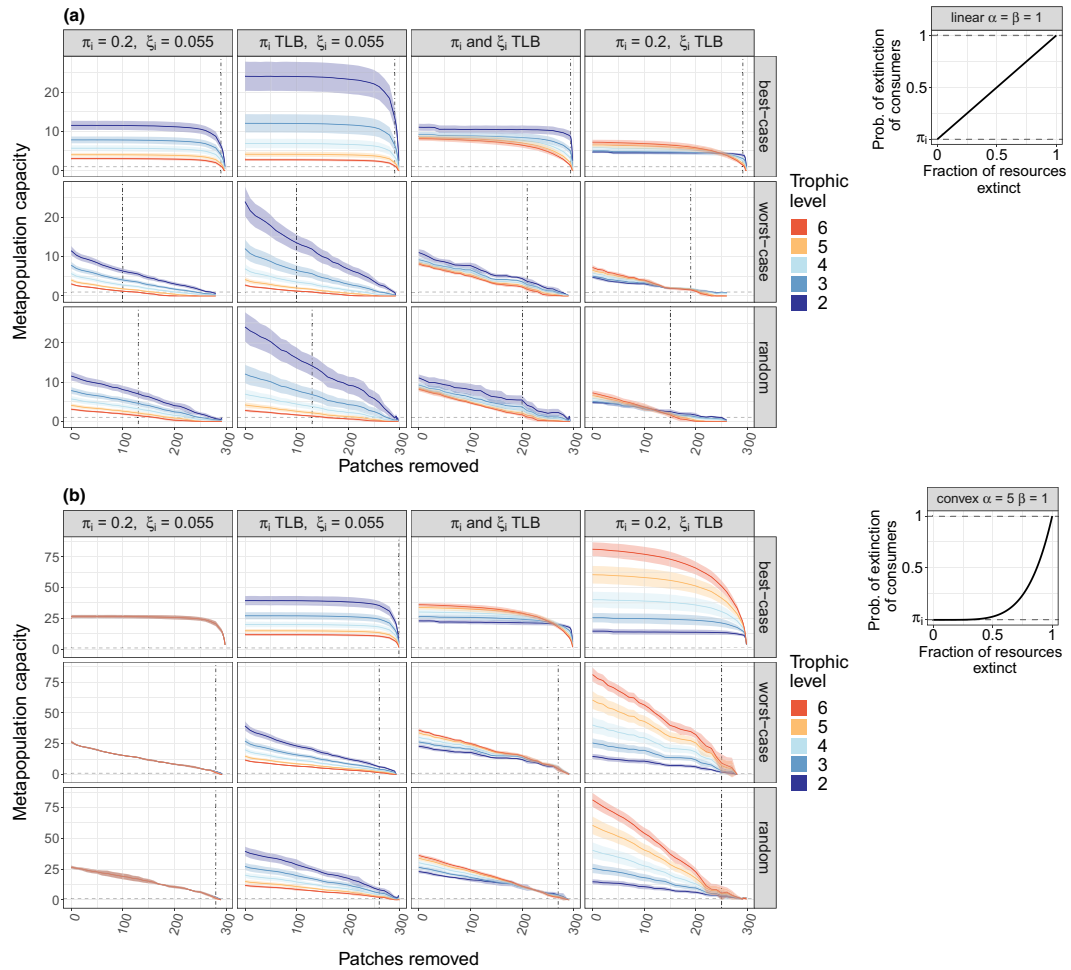 (a)
πi = 0.2, ξi = 0.055
πi TLB, ξi = 0.055
πi and ξi TLB
πi = 0.2, ξi TLB
best−case
worst−case
random
Metapopulation capacity
20
10
0
20
10
0
20
10
0
0
100
200
300
0
100
200
300
0
100
200
300
0
100
200
300
Patches removed
Trophic
level
6
5
4
3
2
linear α = β = 1
Prob. of extinction
of consumers
1
0.5
πi
0
0.5
1
Fraction of resources
extinct
(b)
πi = 0.2, ξi = 0.055
πi TLB, ξi = 0.055
πi and ξi TLB
πi = 0.2, ξi TLB
best−case
worst−case
random
Metapopulation capacity
75
50
25
0
75
50
25
0
75
50
25
0
0
100
200
300
0
100
200
300
0
100
200
300
0
100
200
300
Patches removed
Trophic
level
6
5
4
3
2
convex α = 5 β = 1
Prob. of extinction
of consumers
1
0.5
πi
0
0.5
1
Fraction of resources
extinct